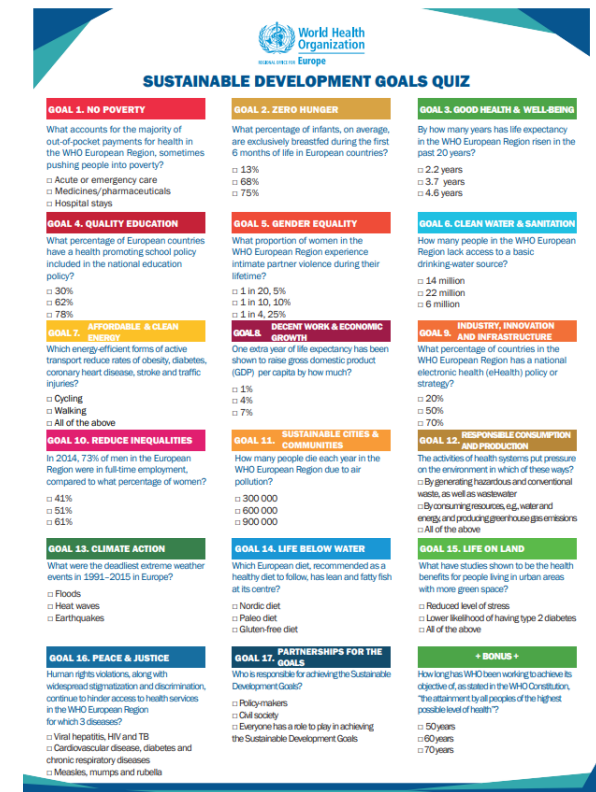 World Health
Organization
REGIONAL OFFICE FOR Europe
SUSTAINABLE DEVELOPMENT GOALS QUIZ
GOAL 1. NO POVERTY
What accounts for the majority of
out-of-pocket payments for health in
the WHO European Region, sometimes
pushing people into poverty?
□ Acute or emergency care
□ Medicines/pharmaceuticals
□ Hospital stays
GOAL 2. ZERO HUNGER
What percentage of infants, on average,
are exclusively breastfed during the first
6 months of life in European countries?
□ 13%
□ 68%
□ 75%
GOAL 3. GOOD HEALTH & WELL-BEING
By how many years has life expectancy
in the WHO European Region risen in the
past 20 years?
□ 2.2 years
□ 3.7 years
□ 4.6 years
GOAL 4. QUALITY EDUCATION
What percentage of European countries
have a health promoting school policy
included in the national education
policy?
□ 30%
□ 62%
□ 78%
GOAL 5. GENDER EQUALITY
What proportion of women in the
WHO European Region experience
intimate partner violence during their
lifetime?
□ 1 in 20, 5%
□ 1 in 10, 10%
□ 1 in 4, 25%
GOAL 6. CLEAN WATER & SANITATION
How many people in the WHO European
Region lack access to a basic
drinking-water source?
□ 14 million
□ 22 million
□ 6 million
GOAL 7. AFFORDABLE & CLEAN
ENERGY
Which energy-efficient forms of active
transport reduce rates of obesity, diabetes,
coronary heart disease, stroke and traffic
injuries?
□ Cycling
□ Walking
□ All of the above
GOAL 8. DECENT WORK & ECONOMIC
GROWTH
One extra year of life expectancy has been
shown to raise gross domestic product
(GDP) per capita by how much?
□ 1%
□ 4%
□ 7%
GOAL 9. INDUSTRY, INNOVATION
AND INFRASTRUCTURE
What percentage of countries in the
WHO European Region has a national
electronic health (eHealth) policy or
strategy?
□ 20%
□ 50%
□ 70%
GOAL 10. REDUCE INEQUALITIES
In 2014, 73% of men in the European
Region were in full-time employment,
compared to what percentage of women?
□ 41%
□ 51%
□ 61%
GOAL 11. SUSTAINABLE CITIES &
COMMUNITIES
How many people die each year in the
WHO European Region due to air
pollution?
□ 300 000
□ 600 000
□ 900 000
GOAL 12. RESPONSIBLE CONSUMPTION
AND PRODUCTION
The activities of health systems put pressure
on the environment in which of these ways?
□ By generating hazardous and conventional
waste, as well as wastewater
□ By consuming resources, e.g., water and
energy, and producing greenhouse gas emissions
□ All of the above
GOAL 13. CLIMATE ACTION
What were the deadliest extreme weather
events in 1991–2015 in Europe?
□ Floods
□ Heat waves
□ Earthquakes
GOAL 14. LIFE BELOW WATER
Which European diet, recommended as a
healthy diet to follow, has lean and fatty fish
at its centre?
□ Nordic diet
□ Paleo diet
□ Gluten-free diet
GOAL 15. LIFE ON LAND
What have studies shown to be the health
benefits for people living in urban areas
with more green space?
□ Reduced level of stress
□ Lower likelihood of having type 2 diabetes
□ All of the above
GOAL 16. PEACE & JUSTICE
Human rights violations, along with
widespread stigmatization and discrimination,
continue to hinder access to health services
in the WHO European Region
for which 3 diseases?
□ Viral hepatitis, HIV and TB
□ Cardiovascular disease, diabetes and
chronic respiratory diseases
□ Measles, mumps and rubella
GOAL 17. PARTNERSHIPS FOR THE
GOALS
Who is responsible for achieving the Sustainable
Development Goals?
□ Policy-makers
□ Civil society
□ Everyone has a role to play in achieving
the Sustainable Development Goals
+ BONUS +
How long has WHO been working to achieve its
objective of, as stated in the WHO Constitution,
"the attainment by all peoples of the highest
possible level of health"?
□ 50 years
□ 60 years
□ 70 years